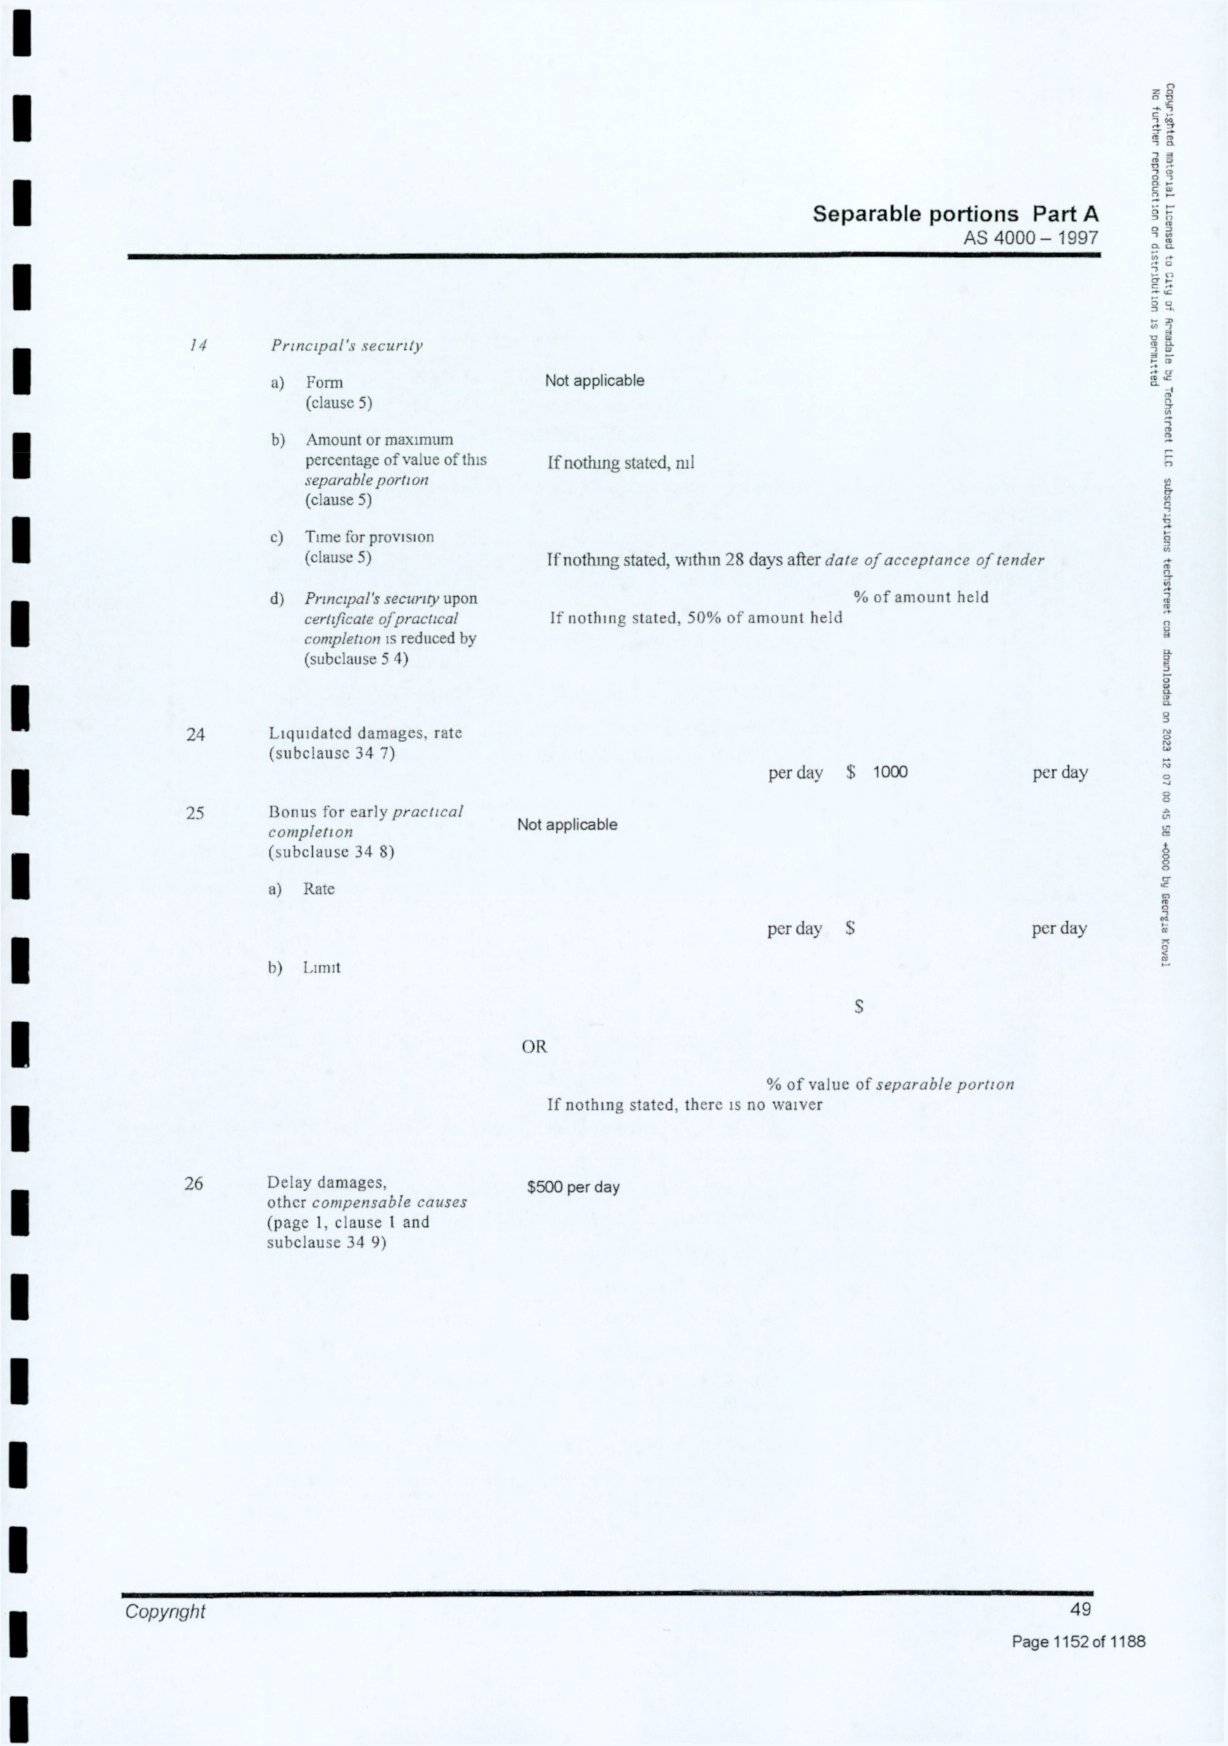 Copyrighted material licensed to City of Armadale by Techstreet LLC subscriptions techstreet com downloaded on 2023 12 07 00 45 58 +0000 by Georgia Koval
No further reproduction or distribution is permitted
Separable portions Part A
AS 4000 – 1997
14 Principal's security
a) Form Not applicable
(clause 5)
b) Amount or maximum
percentage of value of this If nothing stated, nil
separable portion
(clause 5)
c) Time for provision
(clause 5) If nothing stated, within 28 days after date of acceptance of tender
d) Principal's security upon % of amount held
certificate of practical If nothing stated, 50% of amount held
completion is reduced by
(subclause 5 4)
24 Liquidated damages, rate
(subclause 34 7)
per day $ 1000 per day
25 Bonus for early practical
completion Not applicable
(subclause 34 8)
a) Rate
per day $ per day
b) Limit
$
OR
% of value of separable portion
If nothing stated, there is no waiver
26 Delay damages, $500 per day
other compensable causes
(page 1, clause 1 and
subclause 34 9)
Copyright 49
Page 1152 of 1188